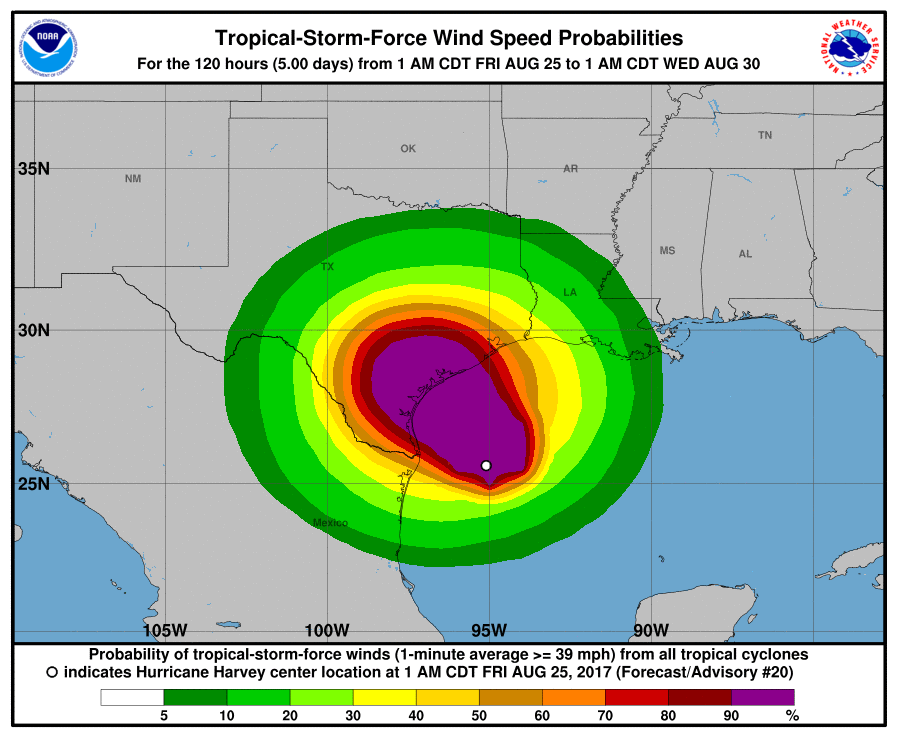 Tropical-Storm-Force Wind Speed Probabilities
For the 120 hours (5.00 days) from 1 AM CDT FRI AUG 25 to 1 AM CDT WED AUG 30
NOAA
NATIONAL WEATHER SERVICE
TN
OK
35N
AR
NM
MS
AL
TX
LA
30N
25N
Mexico
105W 100W 95W 90W
Probability of tropical-storm-force winds (1-minute average >= 39 mph) from all tropical cyclones
indicates Hurricane Harvey center location at 1 AM CDT FRI AUG 25, 2017 (Forecast/Advisory #20)
5 10 20 30 40 50 60 70 80 90 %